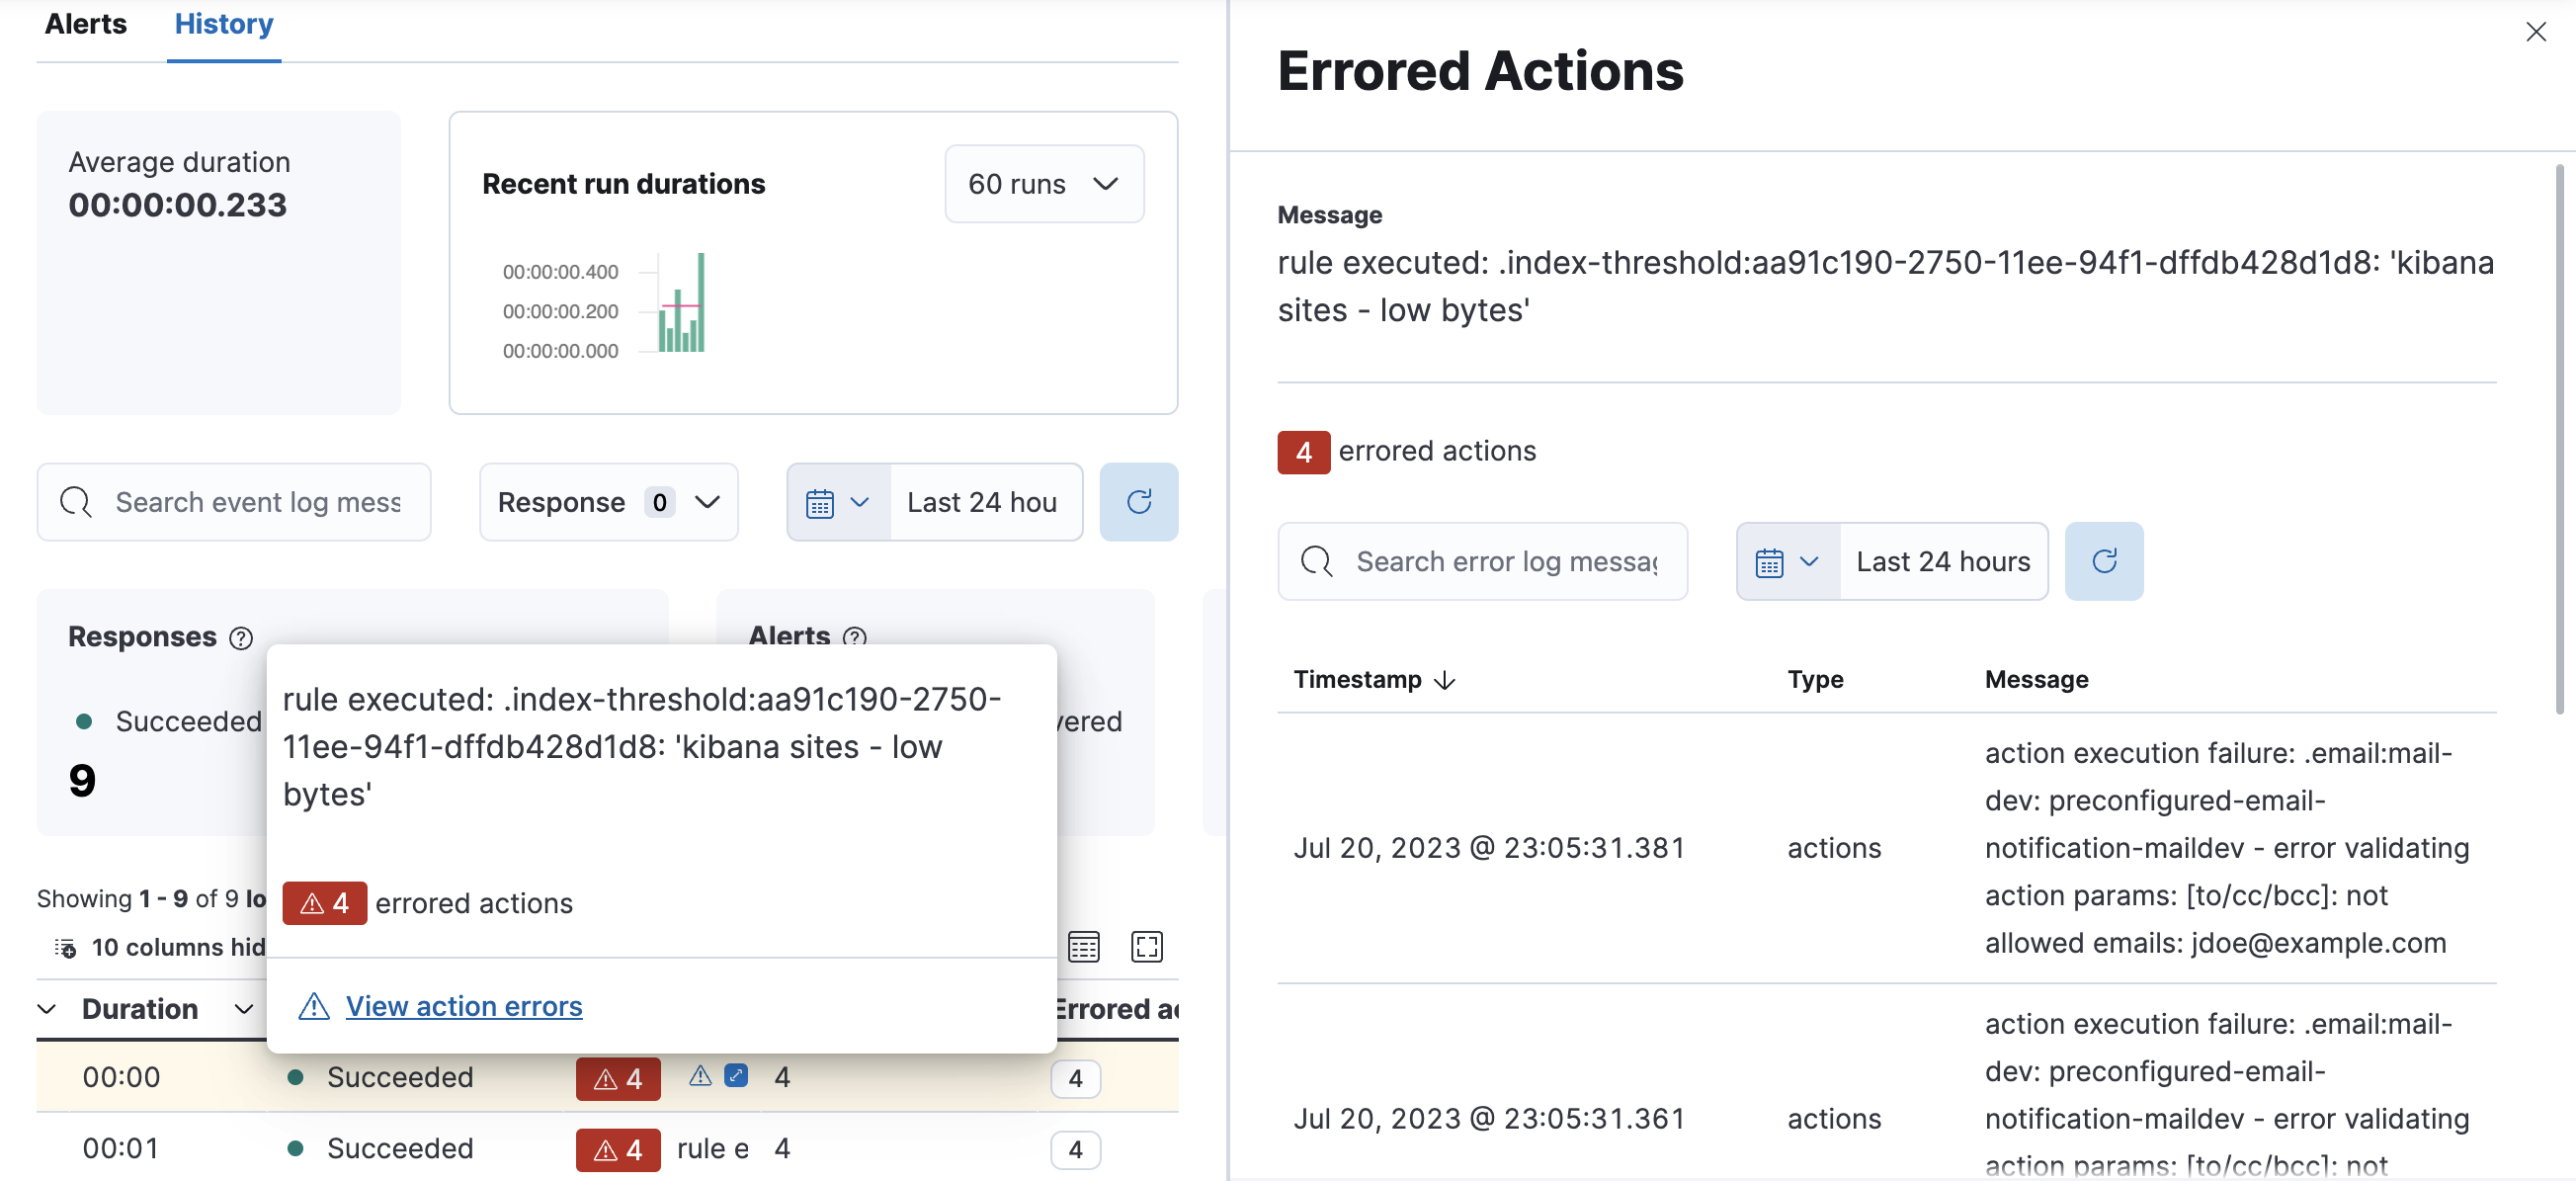 Alerts History
Average duration
00:00:00.233
Recent run durations
60 runs
00:00:00.400
00:00:00.200
00:00:00.000
Search event log mess
Response 0
Last 24 hou
Responses
Alerts
Succeeded
vered
9
rule executed: .index-threshold:aa91c190-2750-
11ee-94f1-dffdb428d1d8: 'kibana sites - low
bytes'
4 errored actions
View action errors
Showing 1 - 9 of 9 lo
10 columns hid
Duration
Errored a
00:00 Succeeded 4 4 4
00:01 Succeeded 4 rule e 4 4
Errored Actions
Message
rule executed: .index-threshold:aa91c190-2750-11ee-94f1-dffdb428d1d8: 'kibana
sites - low bytes'
4 errored actions
Search error log messag
Last 24 hours
Timestamp Type Message
Jul 20, 2023 @ 23:05:31.381 actions
action execution failure: .email:mail-
dev: preconfigured-email-
notification-maildev - error validating
action params: [to/cc/bcc]: not
allowed emails: jdoe@example.com
Jul 20, 2023 @ 23:05:31.361 actions
action execution failure: .email:mail-
dev: preconfigured-email-
notification-maildev - error validating
action params: [to/cc/bcc]: not